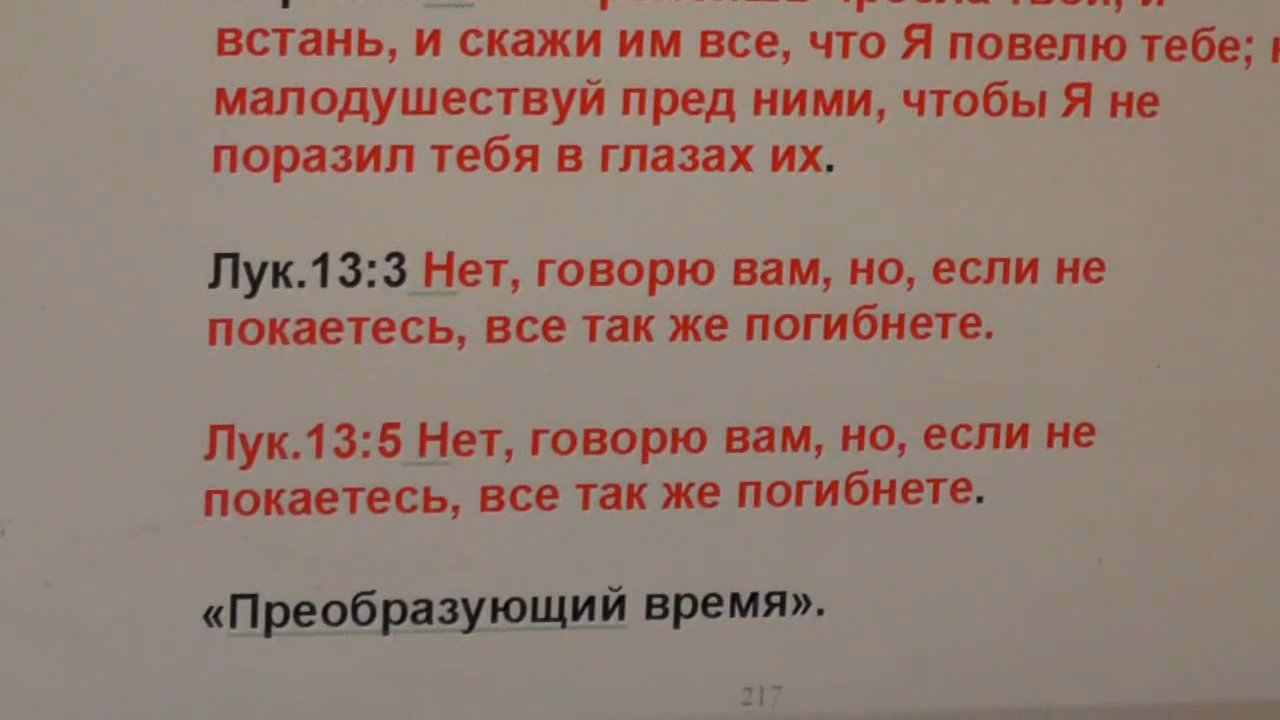 встань, и скажи им все, что Я повелю тебе;
малодушествуй пред ними, чтобы Я не
поразил тебя в глазах их.
Лук.13:3 Нет, говорю вам, но, если не
покаетесь, все так же погибнете.
Лук.13:5 Нет, говорю вам, но, если не
покаетесь, все так же погибнете.
«Преобразующий время».
217